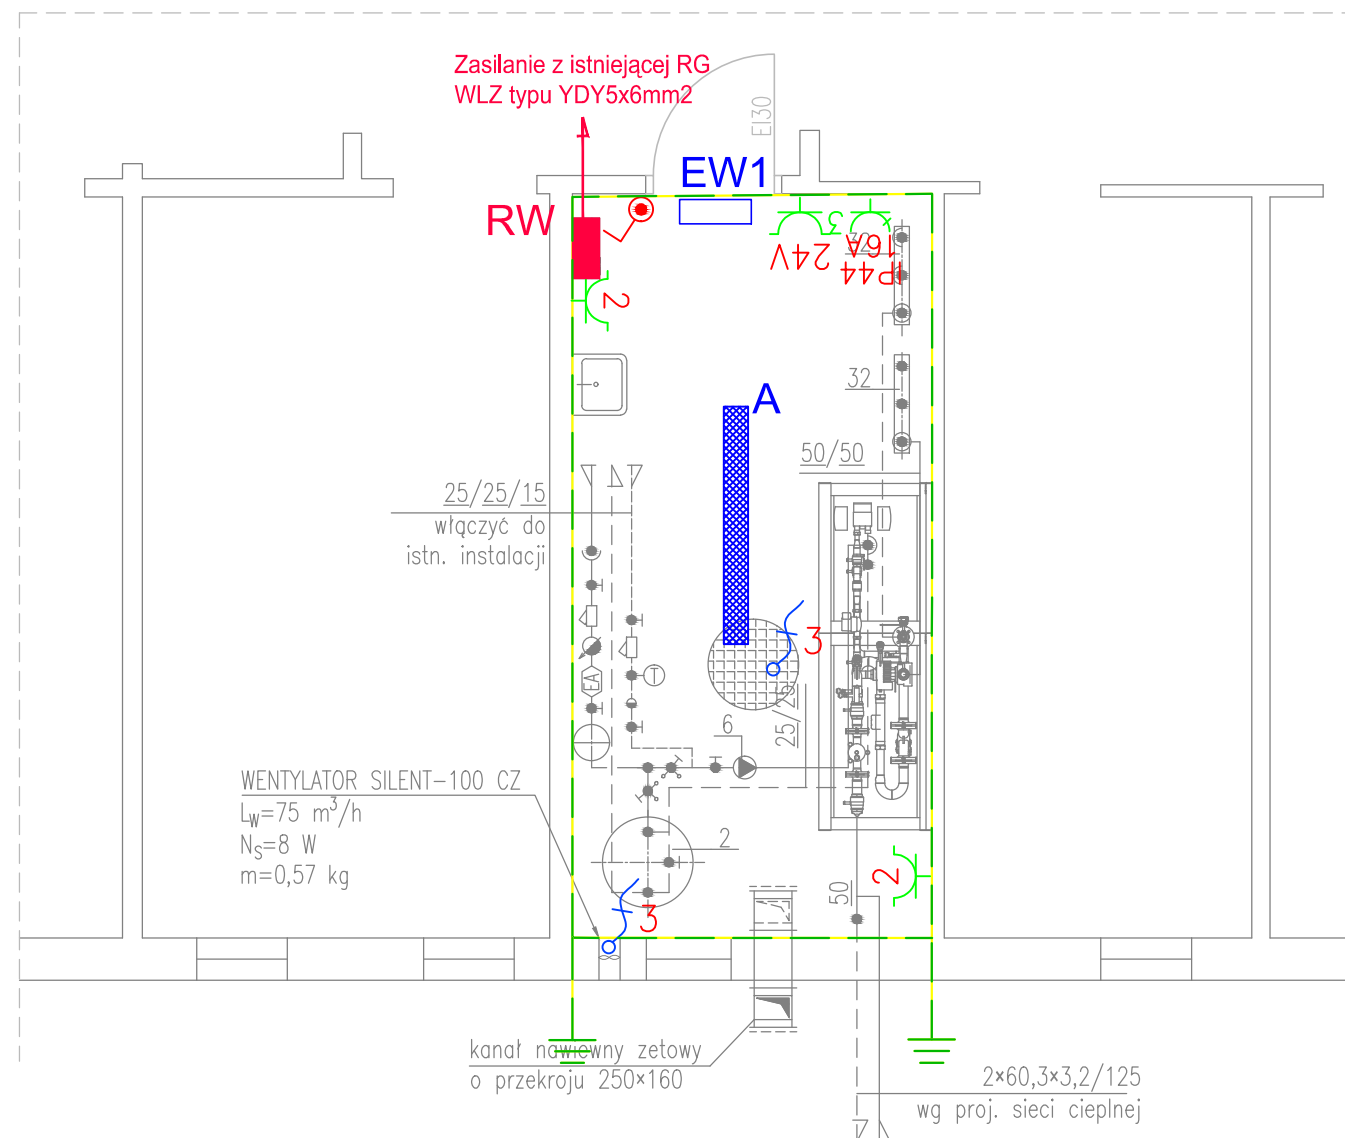 Zasilanie z istniejącej RG
WLZ typu YDY5x6mm2
EI30
EW1
RW
3
24V
16A
IP44
32
2
32
A
50/50
25/25/15
włączyć do
istn. instalacji
3
T
EA
25/25
6
WENTYLATOR SILENT-100 CZ
Lw=75 m³/h
Ns=8 W
m=0,57 kg
2
2
50
3
kanał nawiewny zetowy
o przekroju 250×160
2×60,3×3,2/125
wg proj. sieci cieplnej